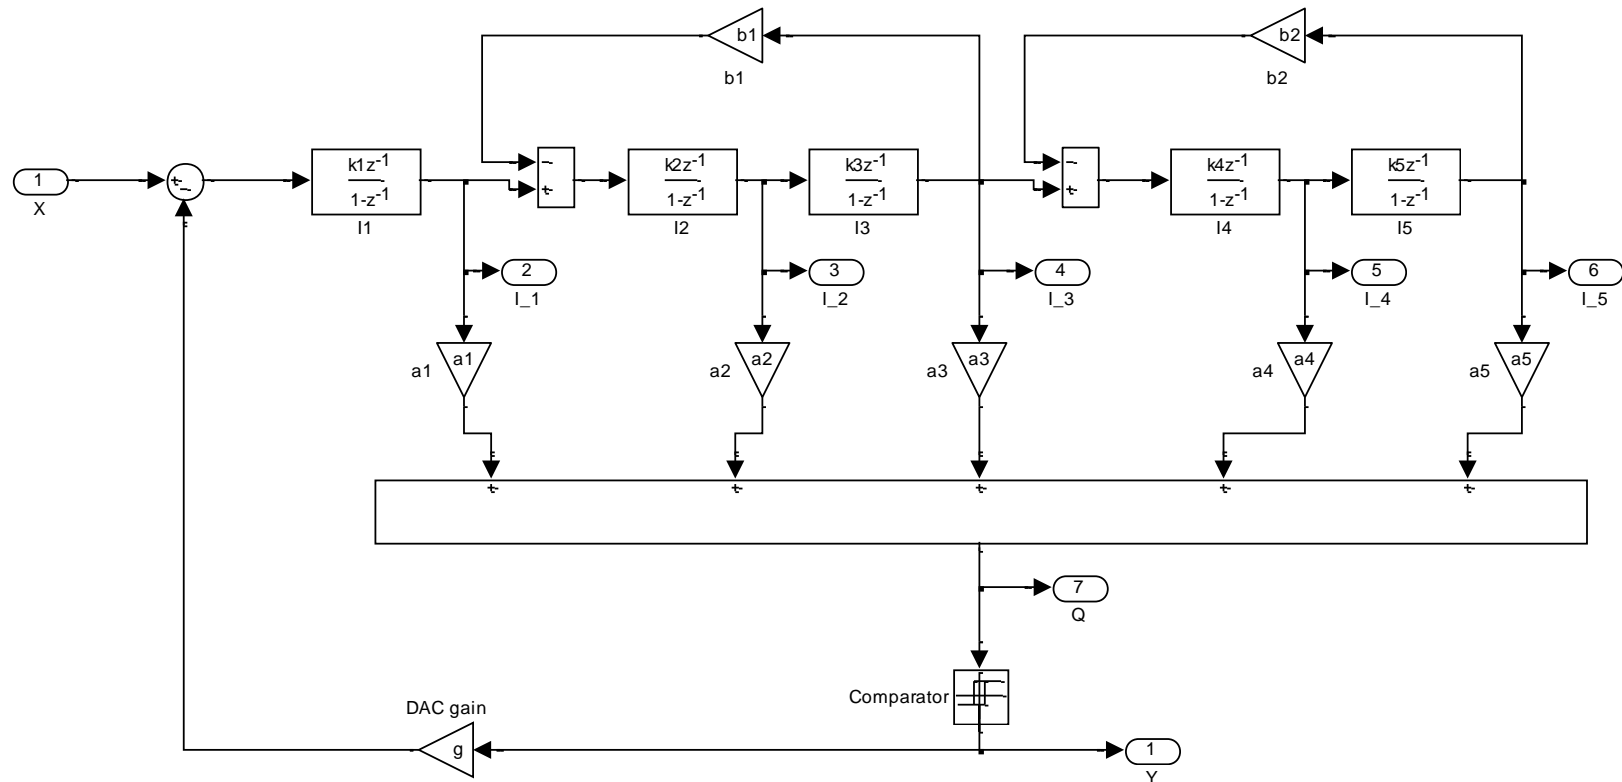 b1
b1
b2
b2
1
X
+
-
k1z-1
1-z-1
I1
-
+
k2z-1
1-z-1
I2
k3z-1
1-z-1
I3
-
+
k4z-1
1-z-1
I4
k5z-1
1-z-1
I5
2
I_1
3
I_2
4
I_3
5
I_4
6
I_5
a1
a1
a2
a2
a3
a3
a4
a4
a5
a5
+
+
+
+
+
7
Q
Comparator
DAC gain
g
1
Y